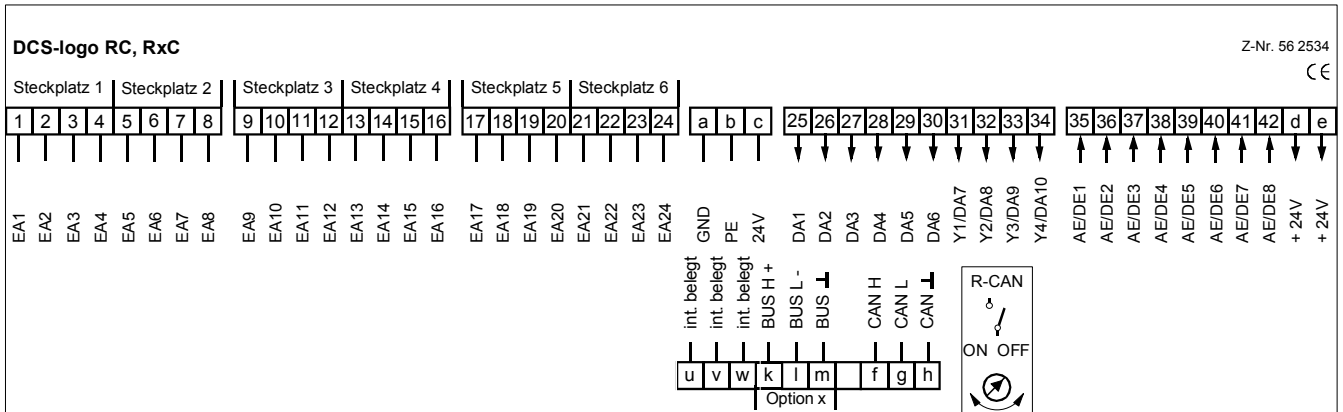 DCS-logo RC, RxC
Z-Nr. 56 2534
CE
Steckplatz 1 Steckplatz 2 Steckplatz 3 Steckplatz 4 Steckplatz 5 Steckplatz 6
1 2 3 4 5 6 7 8 9 10 11 12 13 14 15 16 17 18 19 20 21 22 23 24 a b c 25 26 27 28 29 30 31 32 33 34 35 36 37 38 39 40 41 42 d e
EA1 EA2 EA3 EA4 EA5 EA6 EA7 EA8 EA9 EA10 EA11 EA12 EA13 EA14 EA15 EA16 EA17 EA18 EA19 EA20 EA21 EA22 EA23 EA24 GND PE 24V DA1 DA2 DA3 DA4 DA5 DA6 Y1/DA7 Y2/DA8 Y3/DA9 Y4/DA10 AE/DE1 AE/DE2 AE/DE3 AE/DE4 AE/DE5 AE/DE6 AE/DE7 AE/DE8 + 24V + 24V
int. belegt int. belegt int. belegt BUS H + BUS L - BUS ⊥ CAN H CAN L CAN ⊥
R-CAN
ON OFF
u v w k l m f g h
Option x